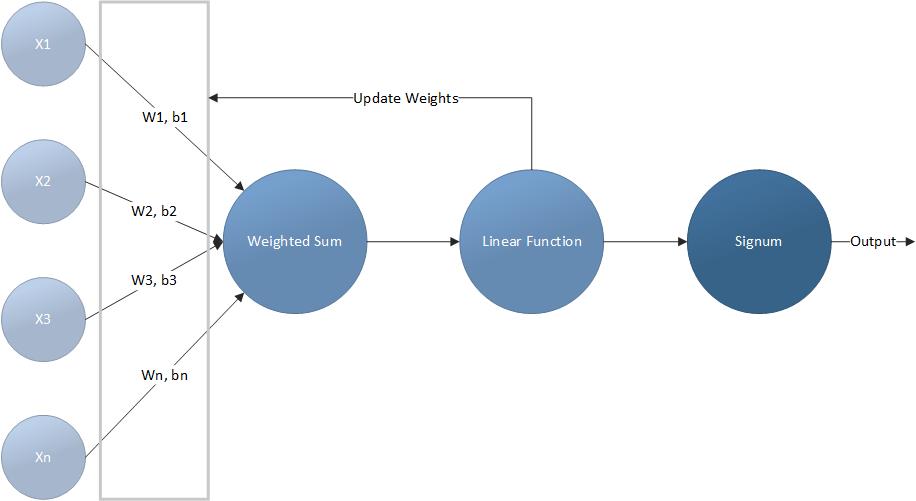 X1
W1, b1
Update Weights
X2
W2, b2
Weighted Sum
Linear Function
Signum
Output
W3, b3
X3
Wn, bn
Xn